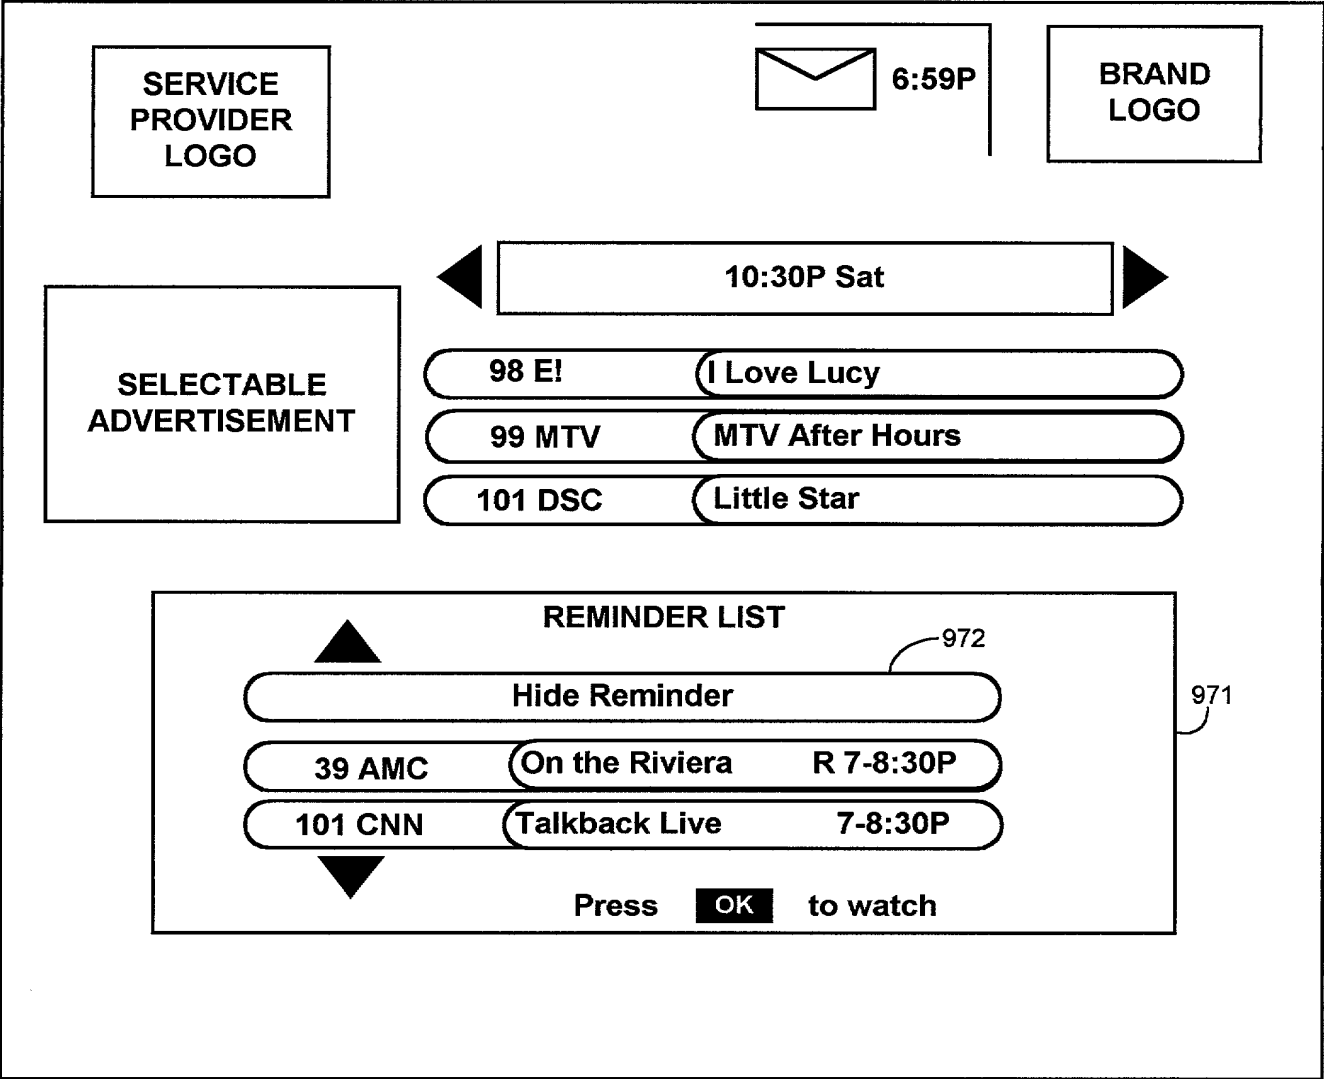 SERVICE
PROVIDER
LOGO
6:59P
BRAND
LOGO
10:30P Sat
SELECTABLE
ADVERTISEMENT
98 E! I Love Lucy
99 MTV MTV After Hours
101 DSC Little Star
REMINDER LIST
972
Hide Reminder
971
39 AMC On the Riviera R 7-8:30P
101 CNN Talkback Live 7-8:30P
Press OK to watch